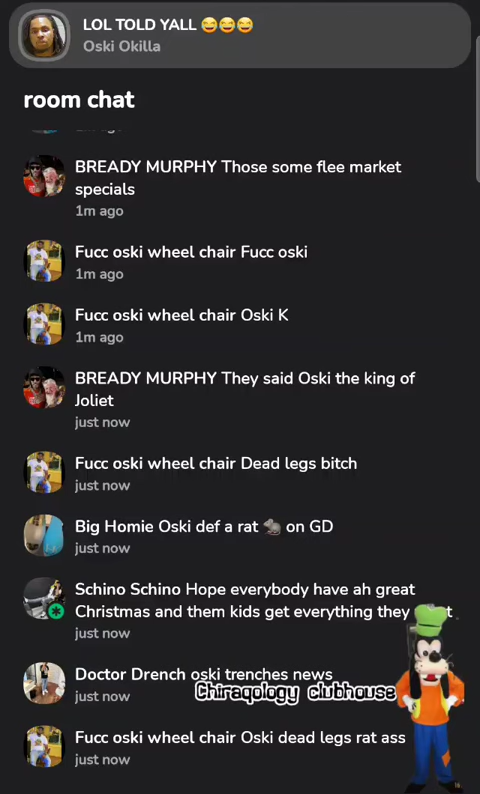 LOL TOLD YALL 😂😂😂
Oski Okilla
room chat
BREADY MURPHY Those some flee market
specials
1m ago
Fucc oski wheel chair Fucc oski
1m ago
Fucc oski wheel chair Oski K
1m ago
BREADY MURPHY They said Oski the king of
Joliet
just now
Fucc oski wheel chair Dead legs bitch
just now
Big Homie Oski def a rat 🐀 on GD
just now
Schino Schino Hope everybody have ah great
Christmas and them kids get everything they
just now
Doctor Drench oski trenches news
just now
Chiraqology clubhouse
Fucc oski wheel chair Oski dead legs rat ass
just now